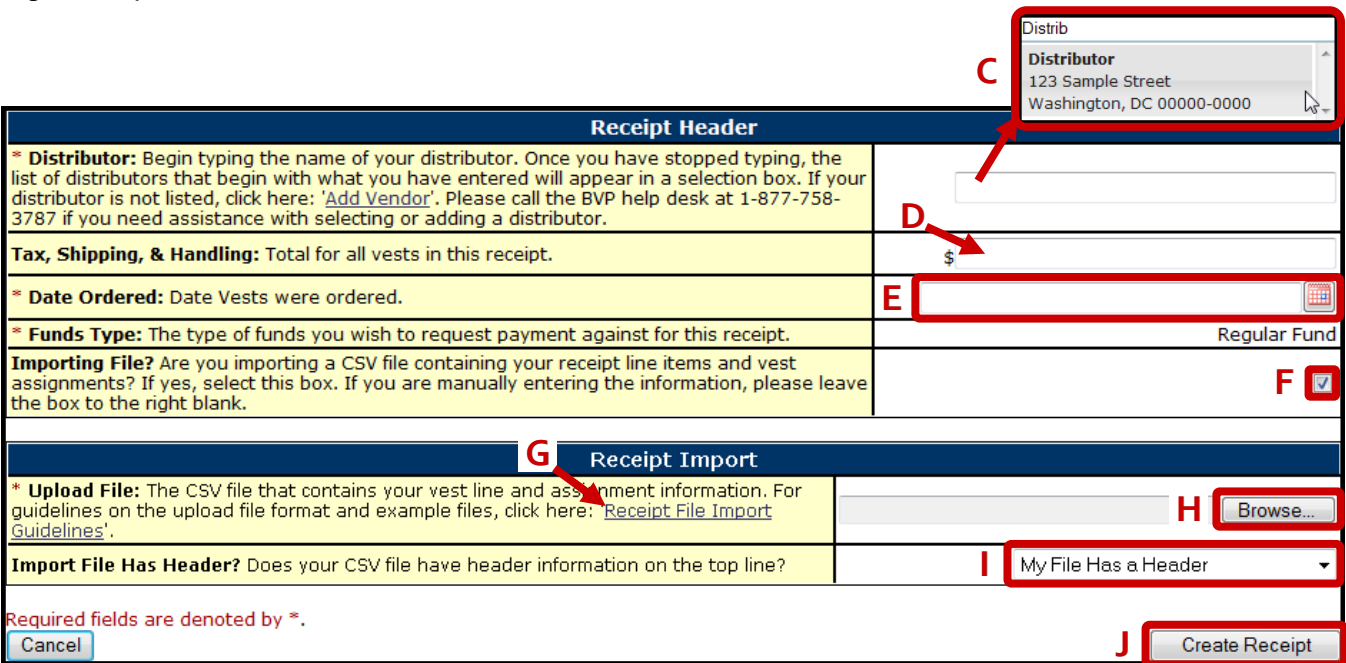 Distrib
C
Distributor
123 Sample Street
Washington, DC 00000-0000
Receipt Header
* Distributor: Begin typing the name of your distributor. Once you have stopped typing, the
list of distributors that begin with what you have entered will appear in a selection box. If your
distributor is not listed, click here: 'Add Vendor'. Please call the BVP help desk at 1-877-758-
3787 if you need assistance with selecting or adding a distributor.
D
Tax, Shipping, & Handling: Total for all vests in this receipt.
$
* Date Ordered: Date Vests were ordered.
E
* Funds Type: The type of funds you wish to request payment against for this receipt.
Regular Fund
Importing File? Are you importing a CSV file containing your receipt line items and vest
assignments? If yes, select this box. If you are manually entering the information, please leave
the box to the right blank.
F
G
Receipt Import
* Upload File: The CSV file that contains your vest line and assignment information. For
guidelines on the upload file format and example files, click here: 'Receipt File Import
Guidelines'.
H
Browse...
Import File Has Header? Does your CSV file have header information on the top line?
I
My File Has a Header
Required fields are denoted by *.
Cancel
J
Create Receipt